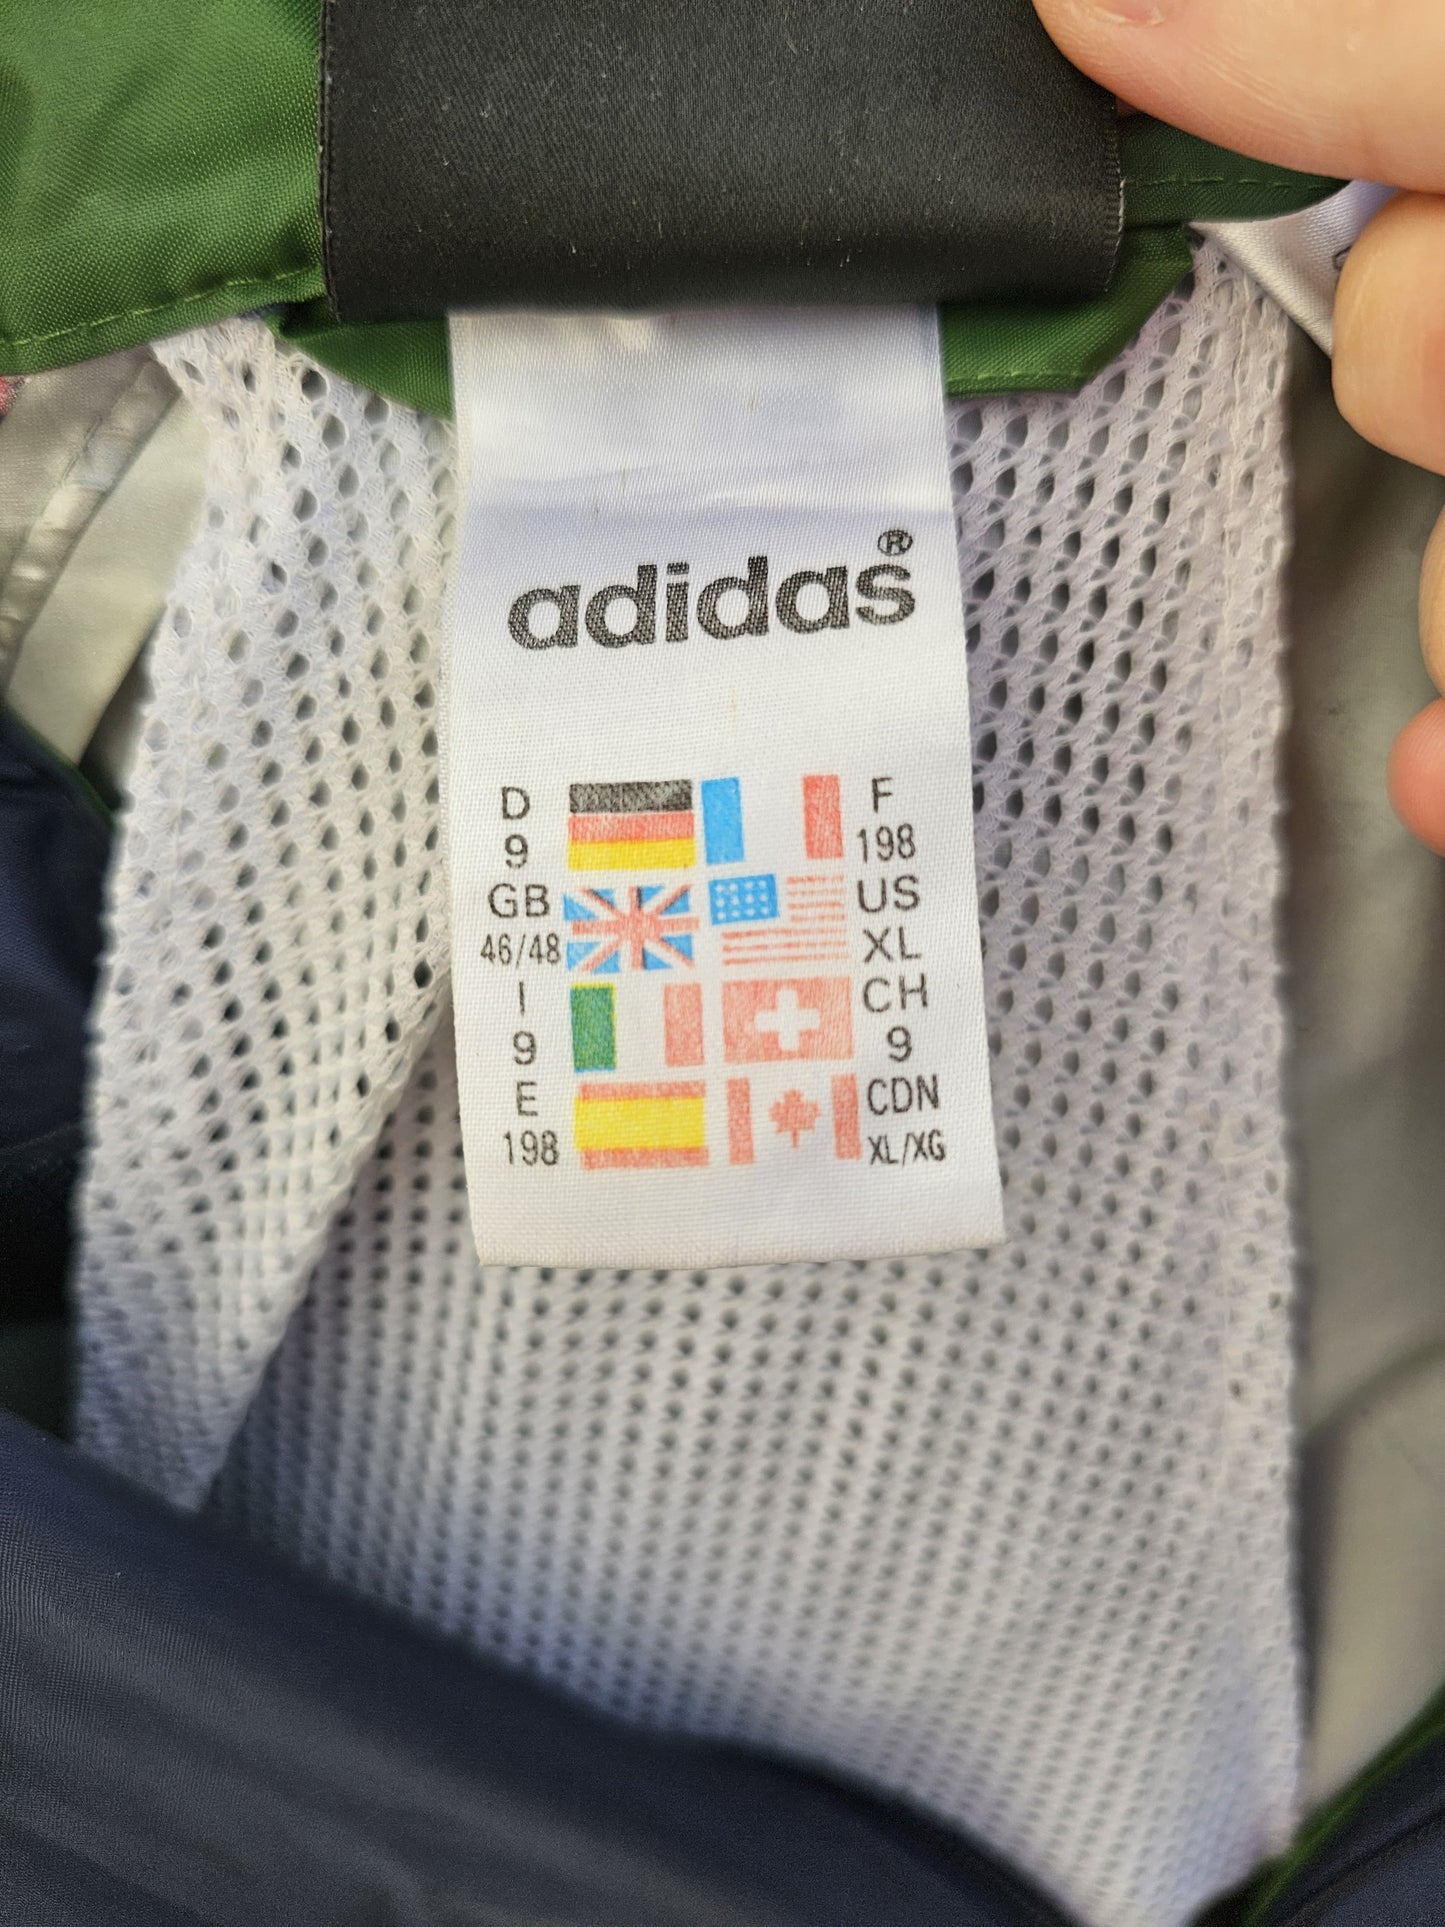 adidas®
D F
9 198
GB US
46/48 XL
I CH
9 9
E CDN
198 XL/XG